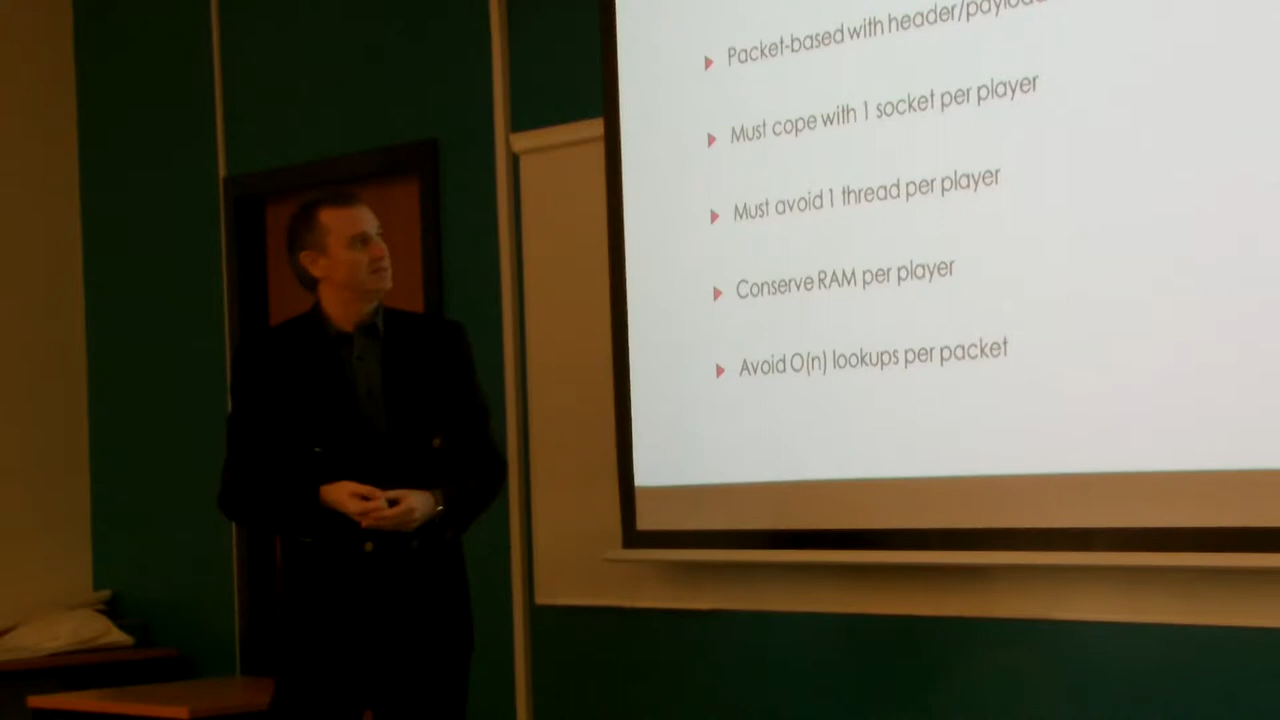 Packet-based with header/payload
Must cope with 1 socket per player
Must avoid 1 thread per player
Conserve RAM per player
Avoid O(n) lookups per packet